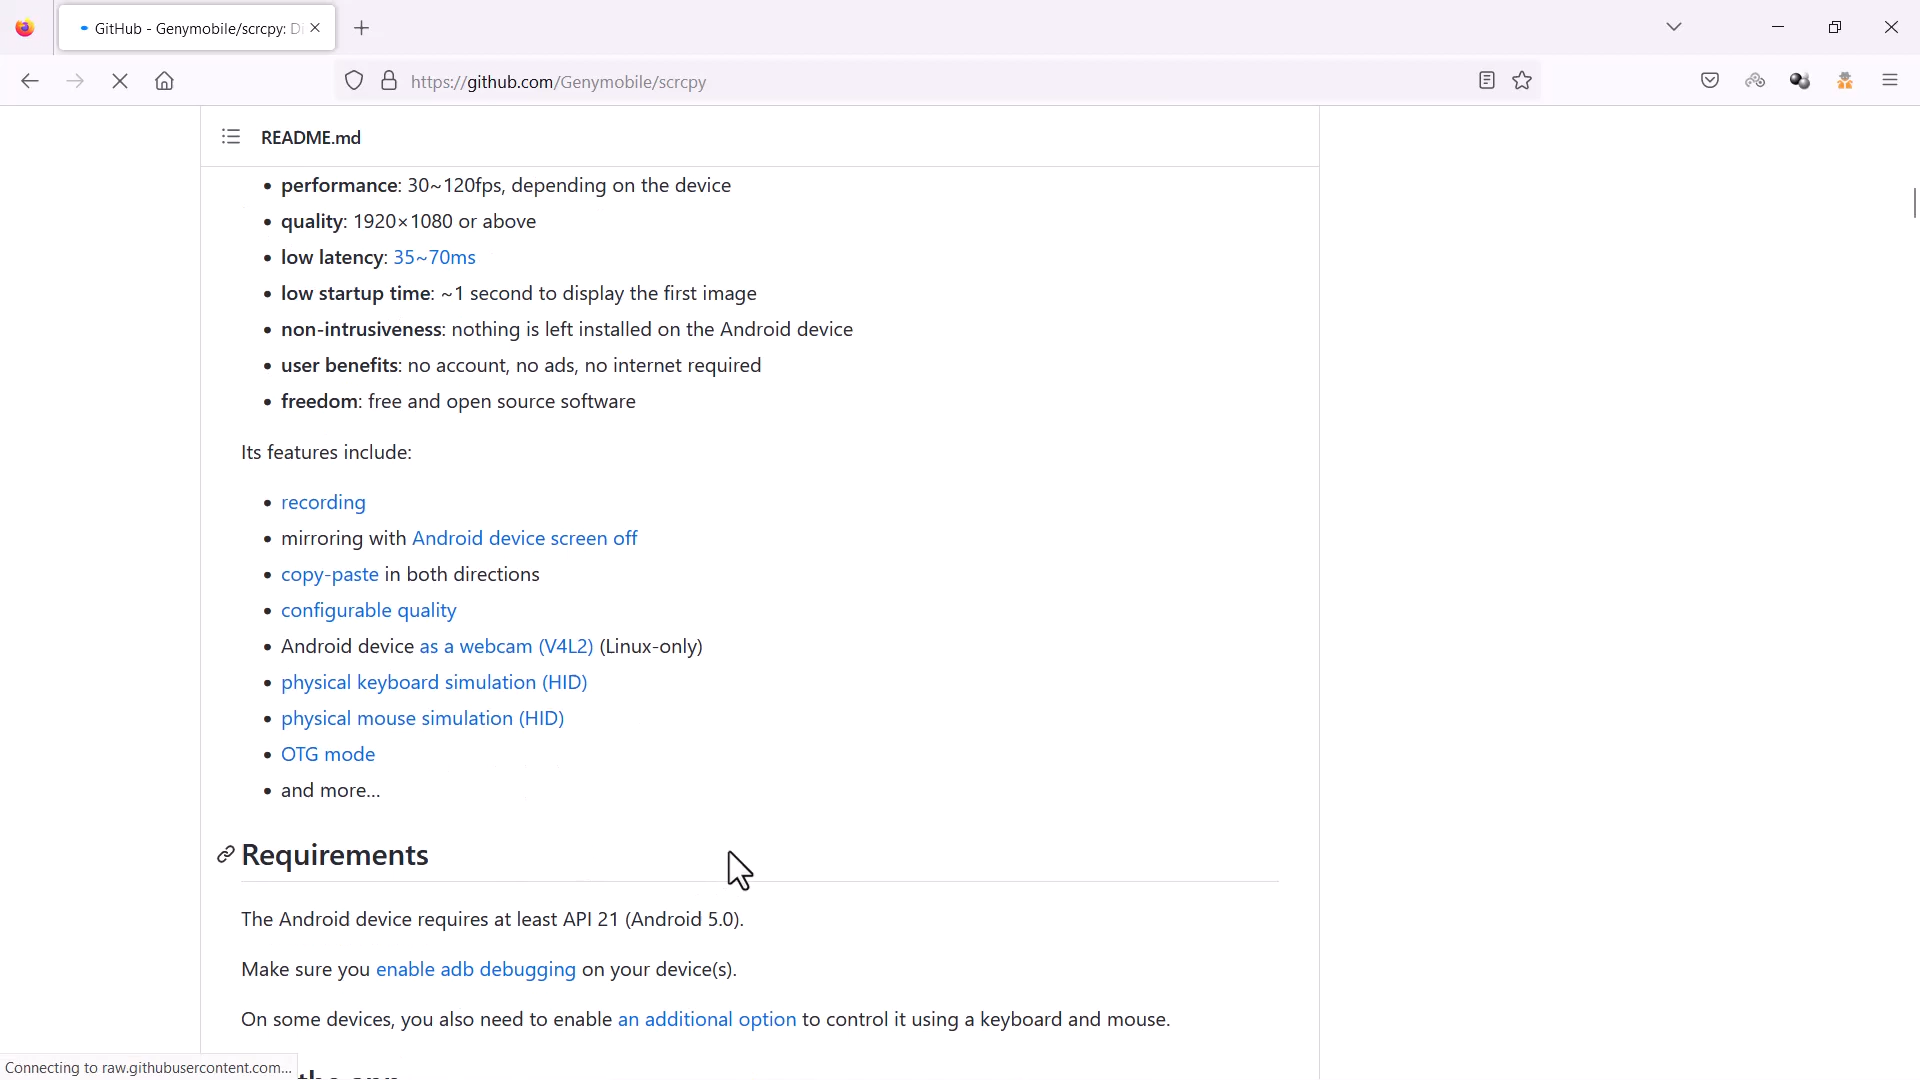 GitHub - Genymobile/scrcpy: Di
https://github.com/Genymobile/scrcpy
README.md
performance: 30~120fps, depending on the device
quality: 1920×1080 or above
low latency: 35~70ms
low startup time: ~1 second to display the first image
non-intrusiveness: nothing is left installed on the Android device
user benefits: no account, no ads, no internet required
freedom: free and open source software
Its features include:
recording
mirroring with Android device screen off
copy-paste in both directions
configurable quality
Android device as a webcam (V4L2) (Linux-only)
physical keyboard simulation (HID)
physical mouse simulation (HID)
OTG mode
and more…
Requirements
The Android device requires at least API 21 (Android 5.0).
Make sure you enable adb debugging on your device(s).
On some devices, you also need to enable an additional option to control it using a keyboard and mouse.
Connecting to raw.githubusercontent.com…